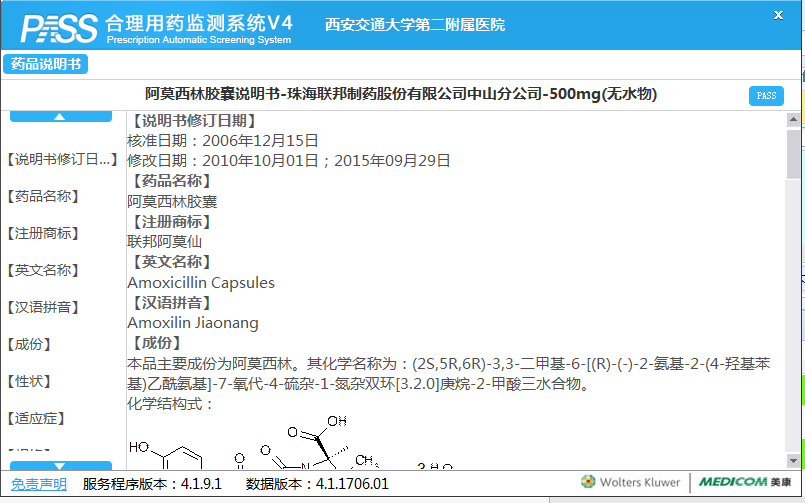 PASS 合理用药监测系统V4 西安交通大学第二附属医院 x
Prescription Automatic Screening System
药品说明书
阿莫西林胶囊说明书-珠海联邦制药股份有限公司中山分公司-500mg(无水物) PASS
【说明书修订日...】
【药品名称】
【注册商标】
【英文名称】
【汉语拼音】
【成份】
【性状】
【适应症】
【说明书修订日期】
核准日期：2006年12月15日
修改日期：2010年10月01日；2015年09月29日
【药品名称】
阿莫西林胶囊
【注册商标】
联邦阿莫仙
【英文名称】
Amoxicillin Capsules
【汉语拼音】
Amoxilin Jiaonang
【成份】
本品主要成份为阿莫西林。其化学名称为：(2S,5R,6R)-3,3-二甲基-6-[(R)-(-)-2-氨基-2-(4-羟基苯
基)乙酰氨基]-7-氧代-4-硫杂-1-氮杂双环[3.2.0]庚烷-2-甲酸三水合物。
化学结构式：
OH
O
HO
O
O
N
CH₃
免责声明 服务程序版本：4.1.9.1 数据版本：4.1.1706.01 Wolters Kluwer MEDICOM 美康